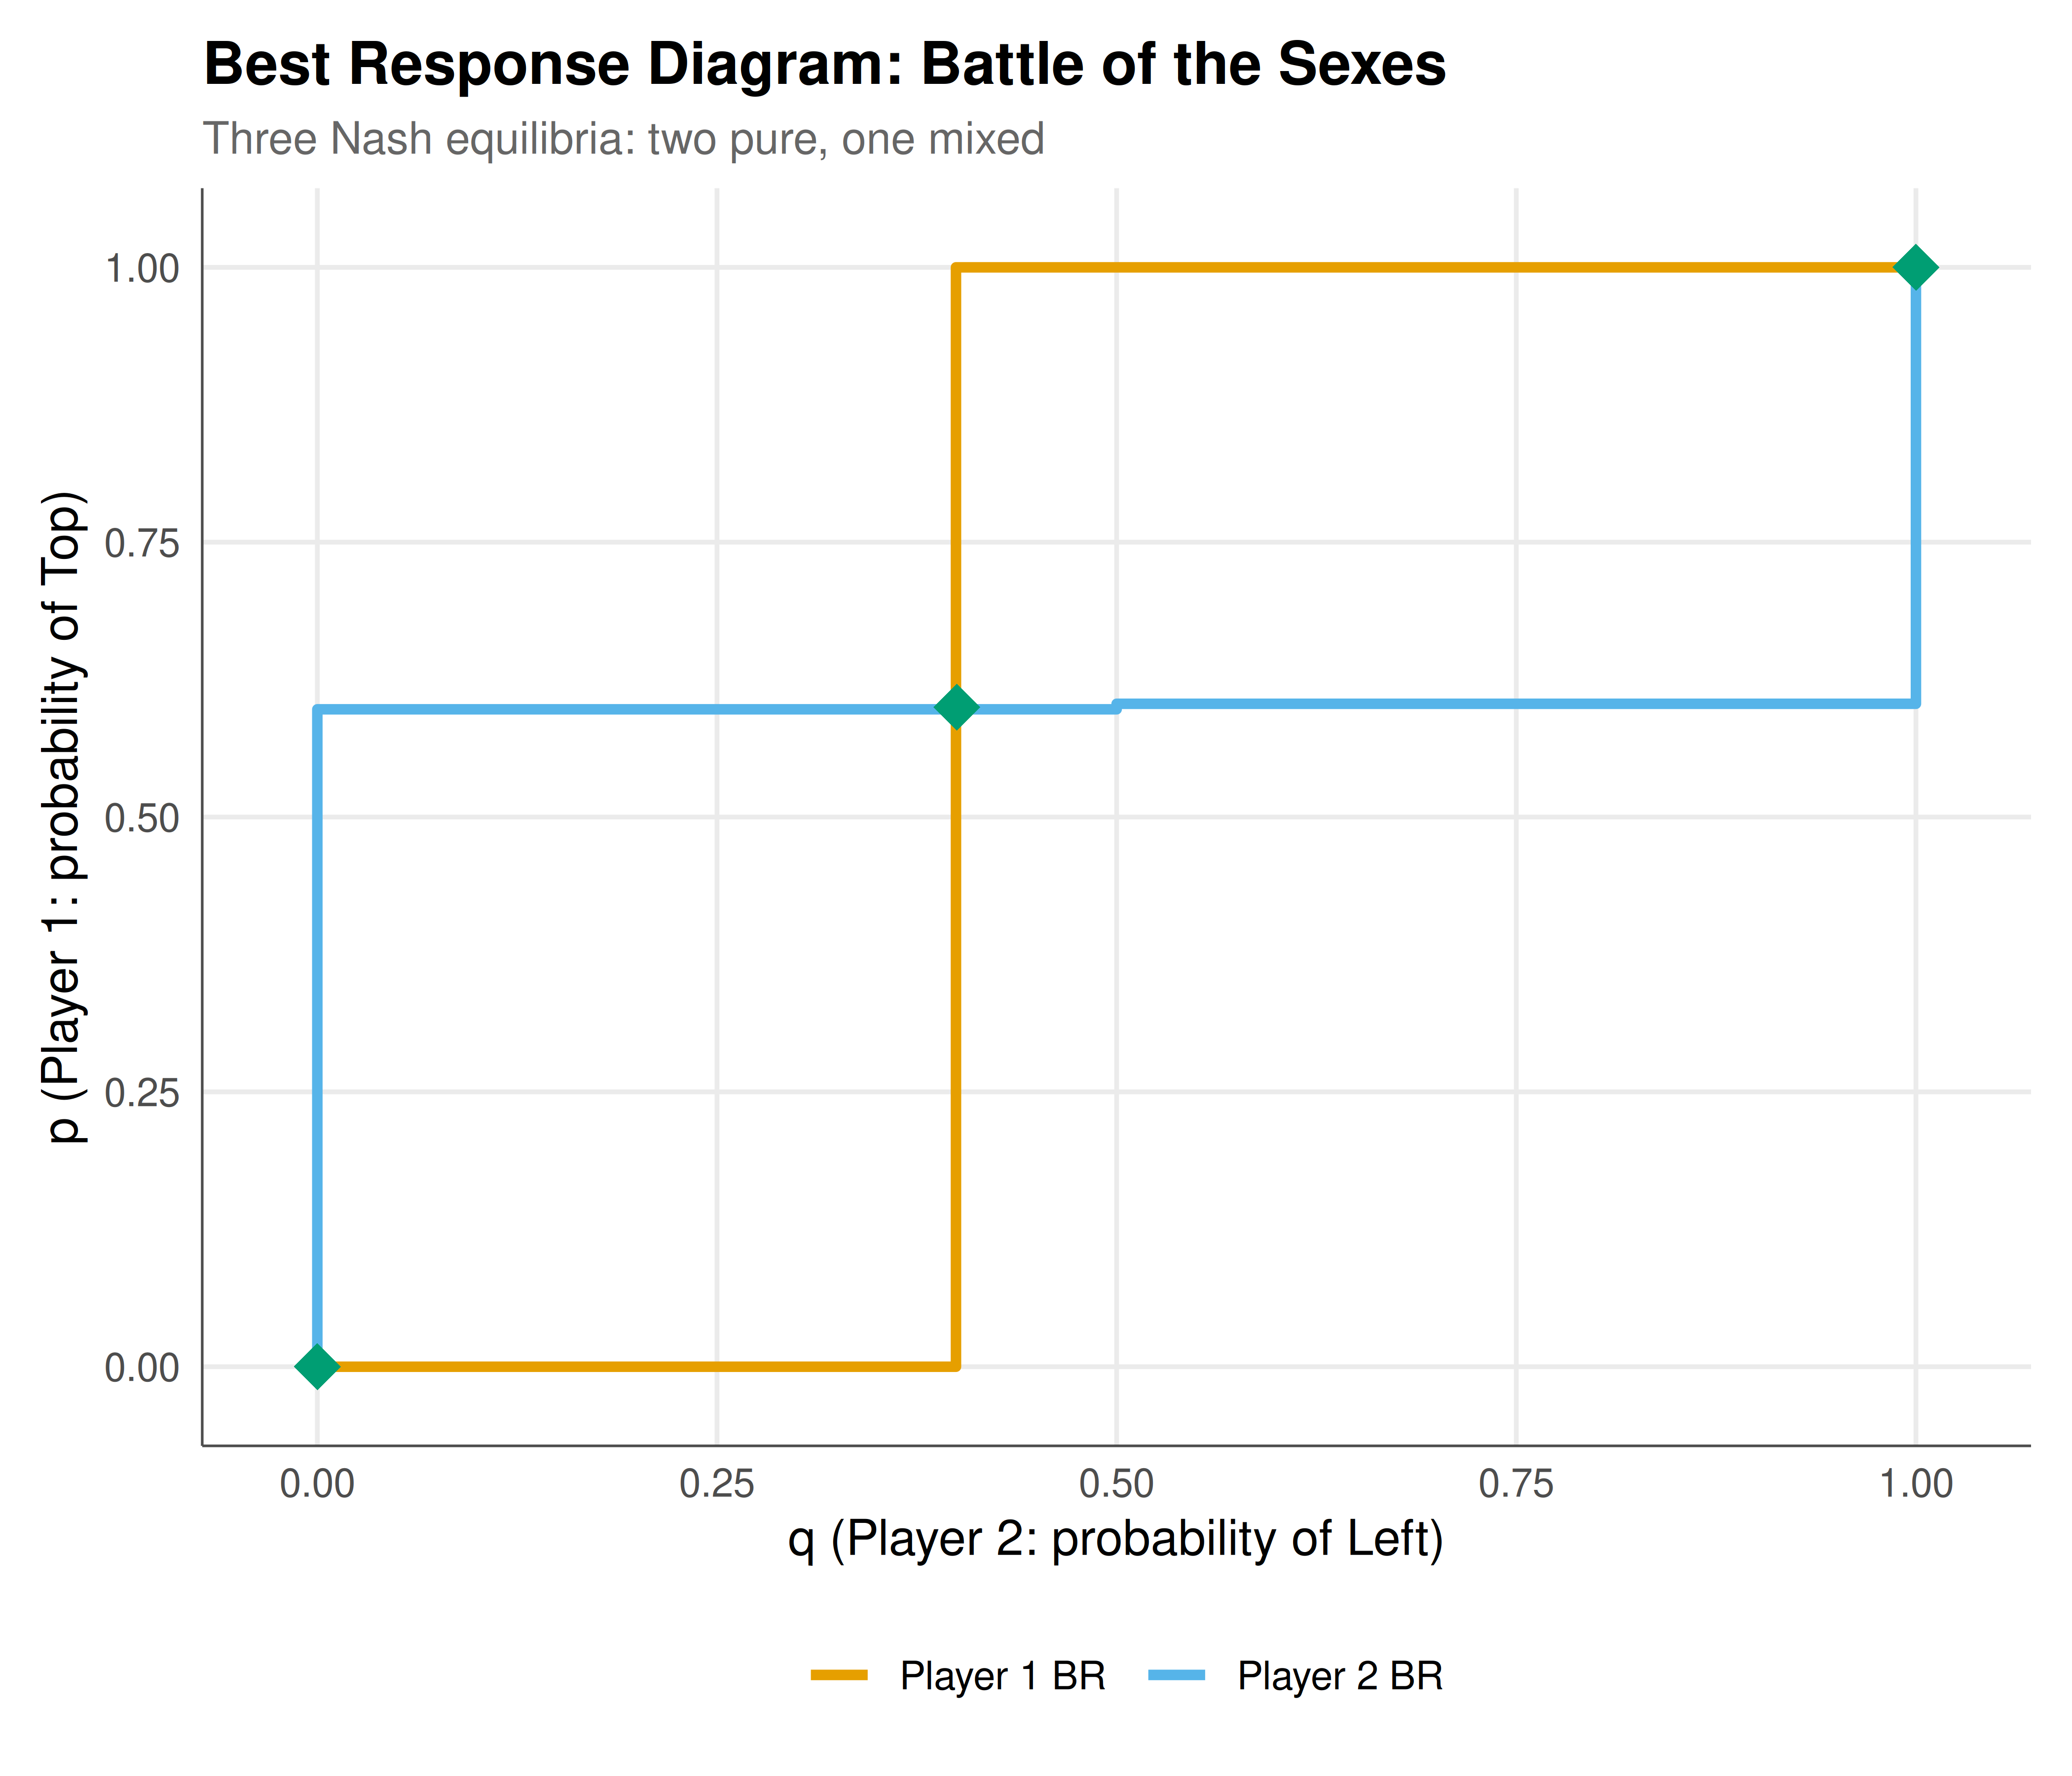 Best Response Diagram: Battle of the Sexes
Three Nash equilibria: two pure, one mixed
p (Player 1: probability of Top)
1.00
0.75
0.50
0.25
0.00
0.00 0.25 0.50 0.75 1.00
q (Player 2: probability of Left)
Player 1 BR Player 2 BR